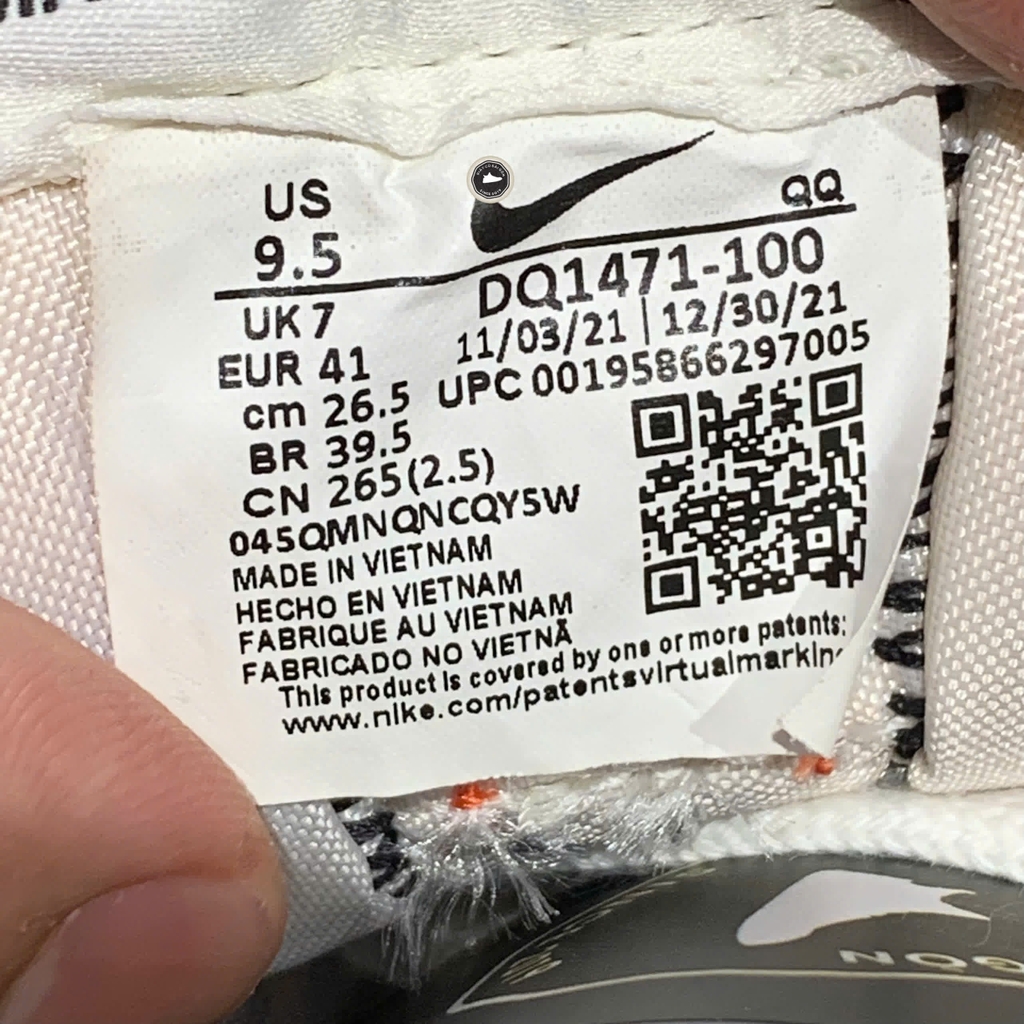 US
9.5
QQ
UK 7
DQ1471-100
EUR 41
11/03/21 | 12/30/21
cm 26.5
UPC 00195866297005
BR 39.5
CN 265(2.5)
045QMNQNCQY5W
MADE IN VIETNAM
HECHO EN VIETNAM
FABRIQUE AU VIETNAM
FABRICADO NO VIETNÃ
This product is covered by one or more patents:
www.nike.com/patentsvirtualmarkin